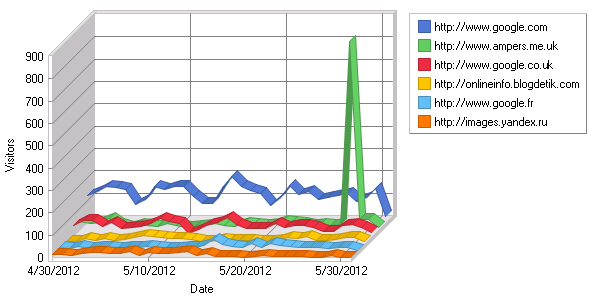 http://www.google.com
http://www.ampers.me.uk
http://www.google.co.uk
http://onlineinfo.blogdetik.com
http://www.google.fr
http://images.yandex.ru
900
800
700
600
500
400
300
200
100
0
Visitors
4/30/2012 5/10/2012 5/20/2012 5/30/2012
Date